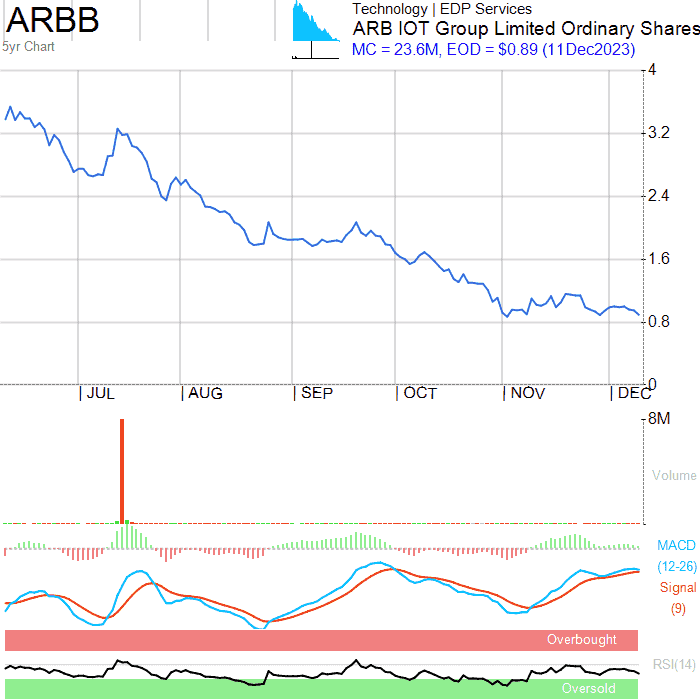 ARBB
5yr Chart
Technology | EDP Services
ARB IOT Group Limited Ordinary Shares
MC = 23.6M, EOD = $0.89 (11Dec2023)
4
3.2
2.4
1.6
0.8
0
| JUL | AUG | SEP | OCT | NOV | DEC
8M
Volume
MACD
(12-26)
Signal
(9)
Overbought
RSI(14)
Oversold